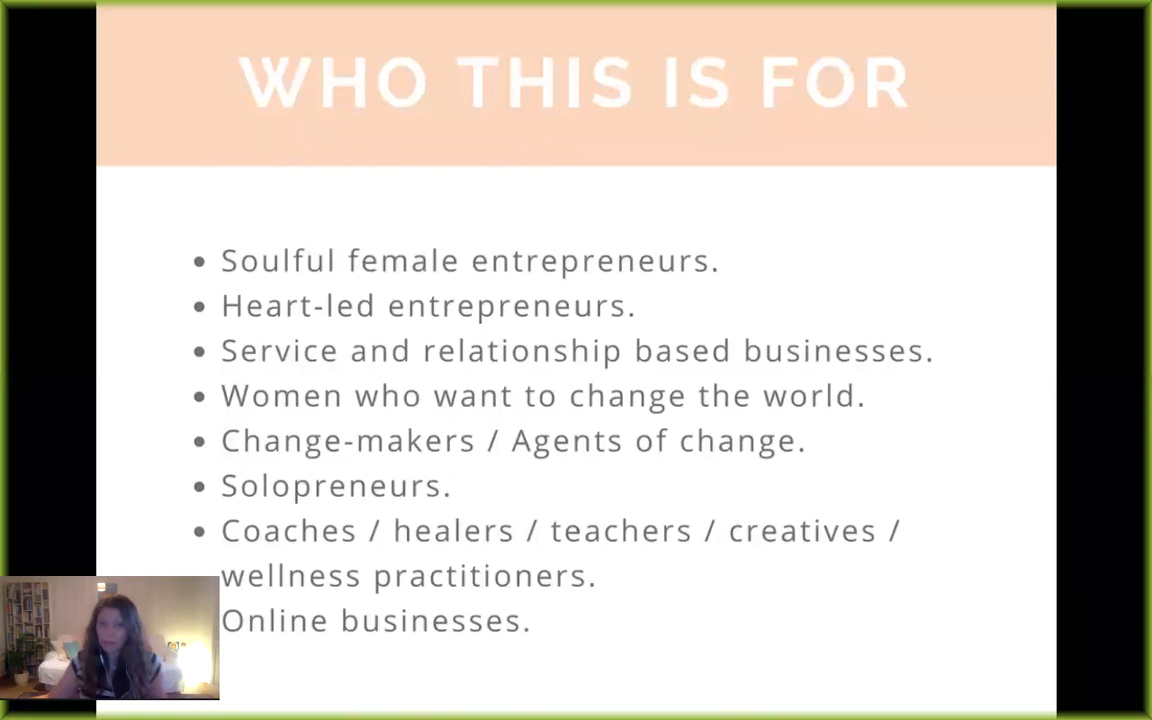 WHO THIS IS FOR
• Soulful female entrepreneurs.
• Heart-led entrepreneurs.
• Service and relationship based businesses.
• Women who want to change the world.
• Change-makers / Agents of change.
• Solopreneurs.
• Coaches / healers / teachers / creatives /
wellness practitioners.
Online businesses.